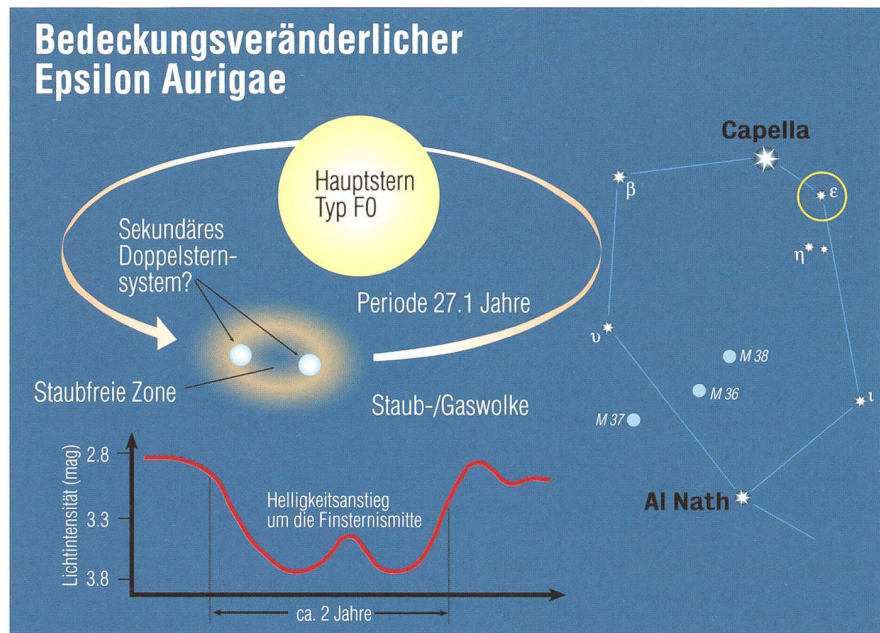 Bedeckungsveränderlicher
Epsilon Aurigae
Hauptstern
Typ F0
Sekundäres
Doppelstern-
system?
Periode 27.1 Jahre
Staubfreie Zone
Staub-/Gaswolke
Capella
β
ε
η
υ
M 38
M 36
M 37
ι
Al Nath
Lichtintensität (mag)
2.8
3.3
3.8
Helligkeitsanstieg
um die Finsternismitte
ca. 2 Jahre